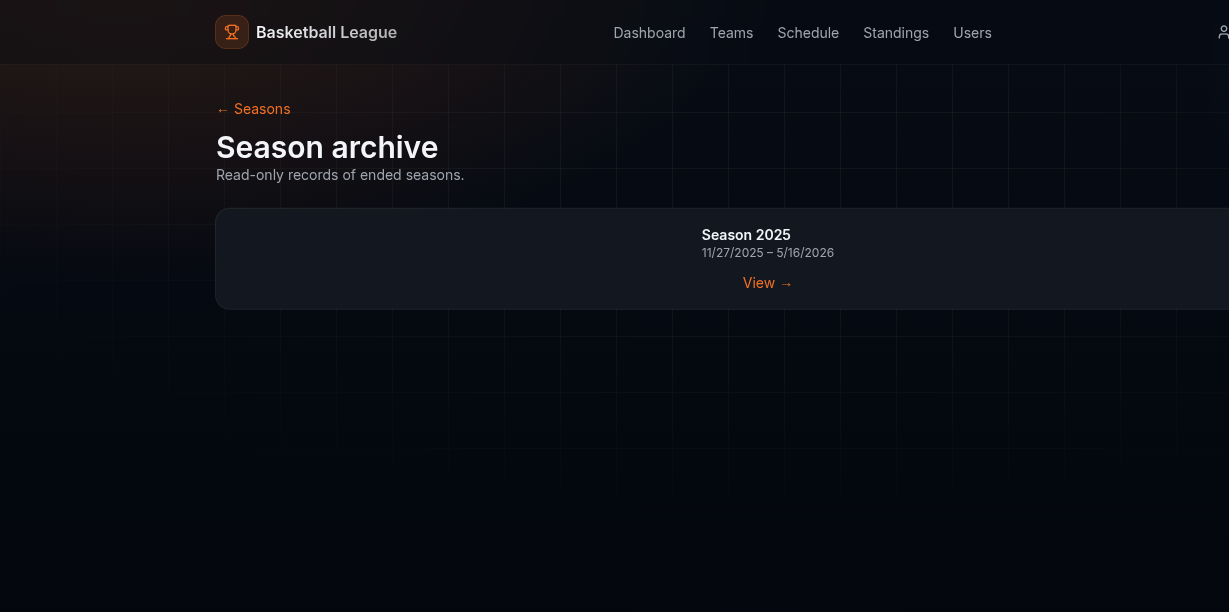 Basketball League
Dashboard Teams Schedule Standings Users
← Seasons
Season archive
Read-only records of ended seasons.
Season 2025
11/27/2025 – 5/16/2026
View →